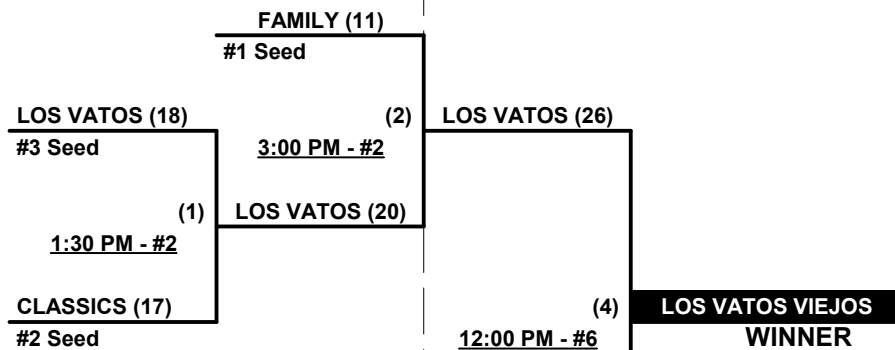 FAMILY (11)
#1 Seed
LOS VATOS (18)
(2)
LOS VATOS (26)
#3 Seed
3:00 PM - #2
(1)
LOS VATOS (20)
1:30 PM - #2
CLASSICS (17)
(4)
LOS VATOS VIEJOS
#2 Seed
12:00 PM - #6
WINNER